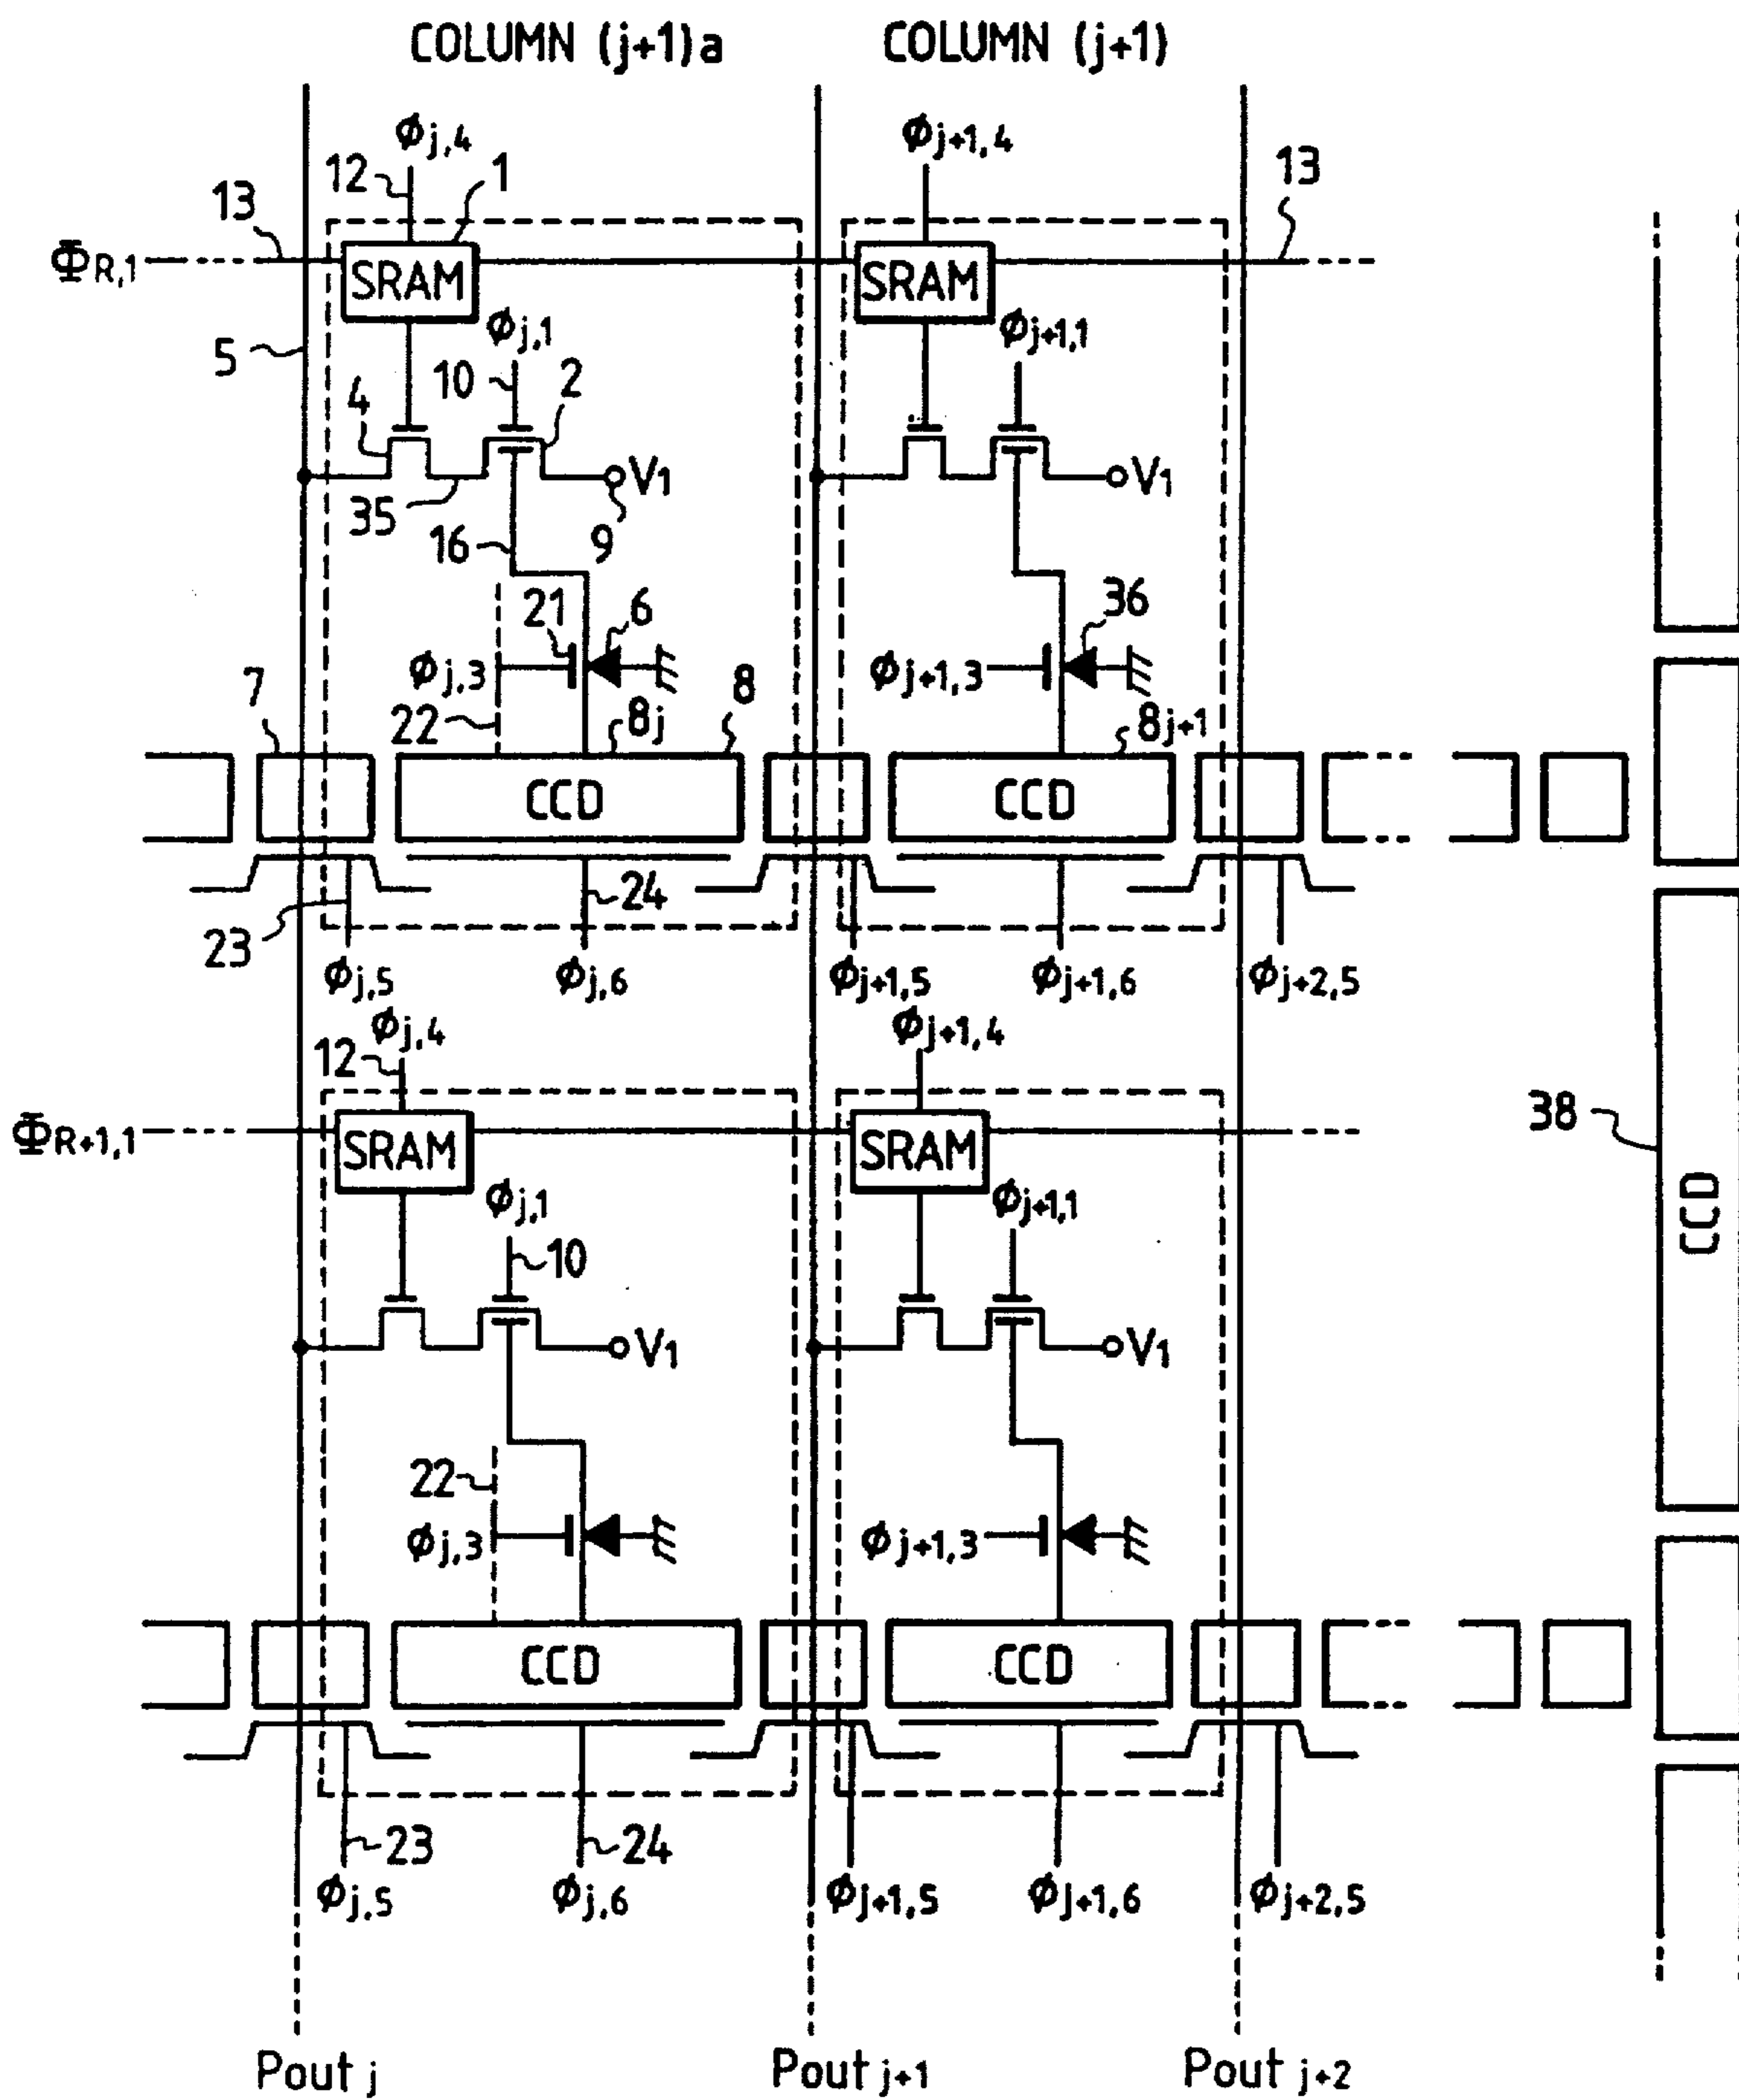 COLUMN (j+1)a COLUMN (j+1)
ϕj,4 ϕj+1,4
12 1 13
13
ΦR,1 SRAM SRAM
ϕj,1 ϕj+1,1
5 10 2
4
V1 V1
35 9
16
21 6 36
ϕj,3 ϕj+1,3
7 22 8j 8 8j+1
CCD CCD
24
23
ϕj,5 ϕj,6 ϕj+1,5 ϕj+1,6 ϕj+2,5
ϕj,4 ϕj+1,4
12
38
ΦR+1,1 SRAM SRAM
CCD
ϕj,1 ϕj+1,1
10
V1 V1
22
ϕj,3 ϕj+1,3
CCD CCD
23 24
ϕj,5 ϕj,6 ϕj+1,5 ϕj+1,6 ϕj+2,5
Pout j Pout j+1 Pout j+2